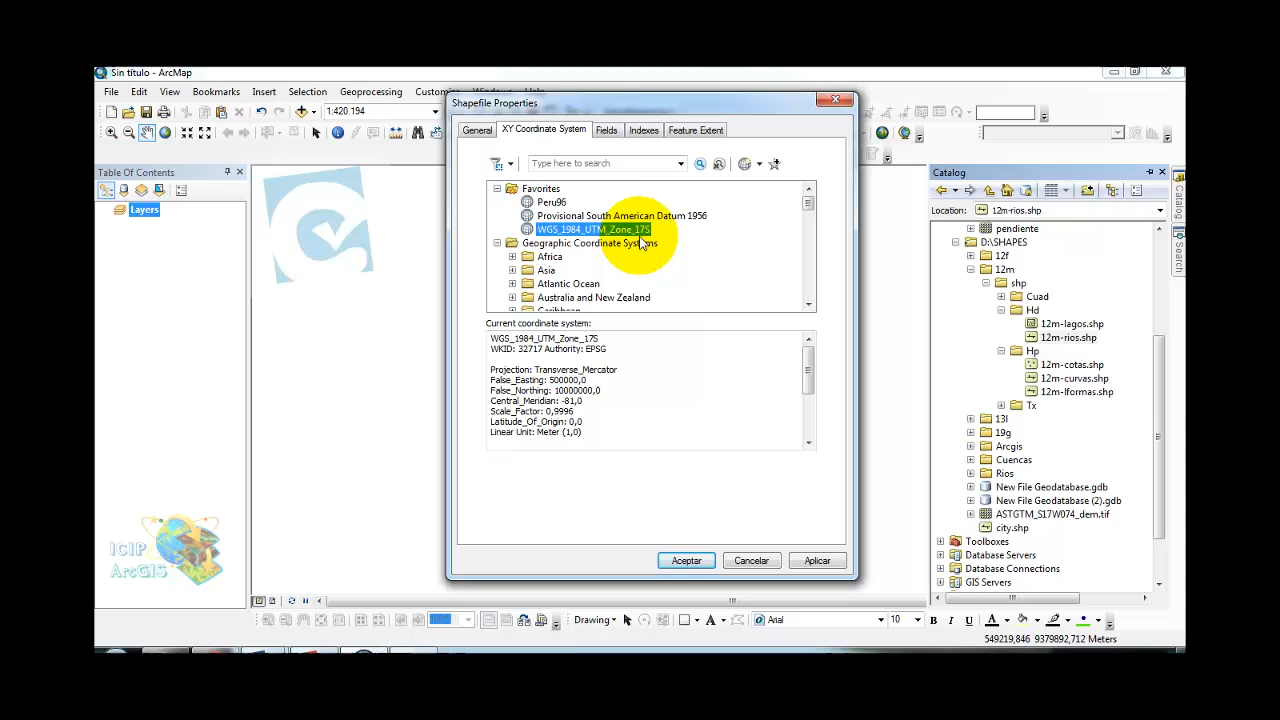 Sin título - ArcMap
File Edit View Bookmarks Insert Selection Geoprocessing
1:420.194
Table Of Contents
Layers
ICIP
ArcGIS
Shapefile Properties
General XY Coordinate System Fields Indexes Feature Extent
Type here to search
Favorites
Peru96
Provisional South American Datum 1956
WGS_1984_UTM_Zone_17S
Geographic Coordinate Systems
Africa
Asia
Atlantic Ocean
Australia and New Zealand
Current coordinate system:
WGS_1984_UTM_Zone_17S
WKID: 32717 Authority: EPSG
Projection: Transverse_Mercator
False_Easting: 500000,0
False_Northing: 10000000,0
Central_Meridian: -81,0
Scale_Factor: 0,9996
Latitude_Of_Origin: 0,0
Linear Unit: Meter (1,0)
Aceptar Cancelar Aplicar
Catalog
Location: 12m-rios.shp
pendiente
D:\SHAPES
12f
12m
shp
Cuad
Hd
12m-lagos.shp
12m-rios.shp
Hp
12m-cotas.shp
12m-curvas.shp
12m-lformas.shp
Tx
13l
19g
Arcgis
Cuencas
Rios
New File Geodatabase.gdb
New File Geodatabase (2).gdb
ASTGTM_S17W074_dem.tif
city.shp
Toolboxes
Database Servers
Database Connections
GIS Servers
Catalog
Search
Drawing
Arial 10 B I U A
549219,846 9379892,712 Meters